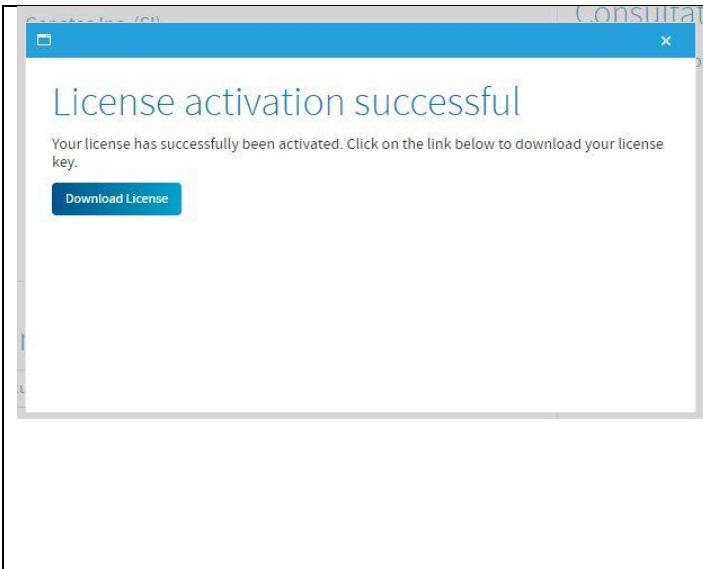 Consultat
License activation successful
Your license has successfully been activated. Click on the link below to download your license
key.
Download License